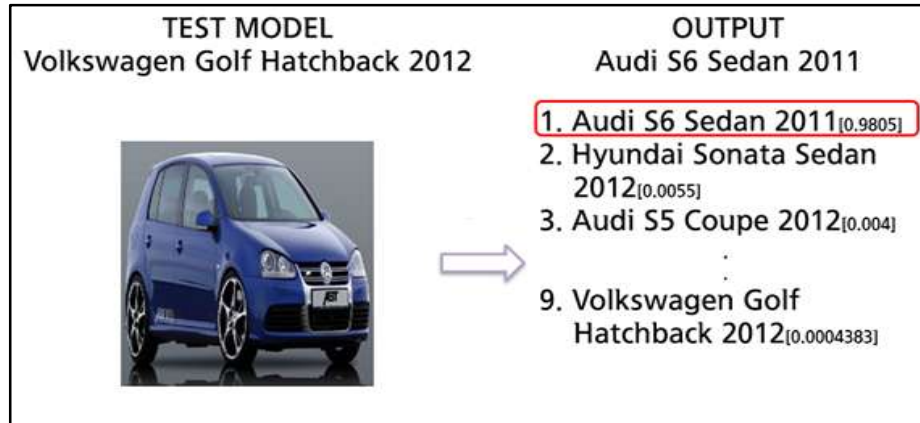 TEST MODEL
Volkswagen Golf Hatchback 2012
OUTPUT
Audi S6 Sedan 2011
1. Audi S6 Sedan 2011[0.9805]
2. Hyundai Sonata Sedan
2012[0.0055]
3. Audi S5 Coupe 2012[0.004]
.
.
9. Volkswagen Golf
Hatchback 2012[0.0004383]
ABT